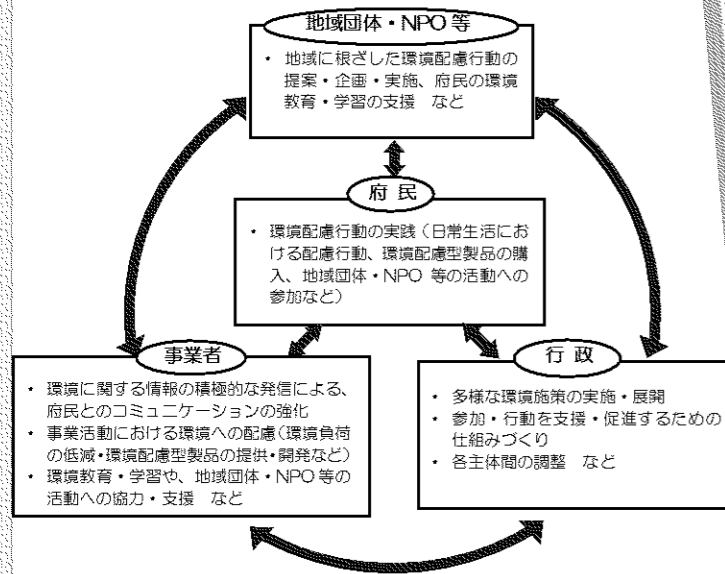 地域団体・NPO 等
・ 地域に根ざした環境配慮行動の
提案・企画・実施、府民の環境
教育・学習の支援 など
府 民
・ 環境配慮行動の実践（日常生活にお
ける配慮行動、環境配慮型製品の購
入、地域団体・NPO 等の活動への
参加など）
事業者
・ 環境に関する情報の積極的な発信による、
府民とのコミュニケーションの強化
・ 事業活動における環境への配慮（環境負荷
の低減・環境配慮型製品の提供・開発など）
・ 環境教育・学習や、地域団体・NPO 等の
活動への協力・支援 など
行 政
・ 多様な環境施策の実施・展開
・ 参加・行動を支援・促進するための
仕組みづくり
・ 各主体間の調整 など